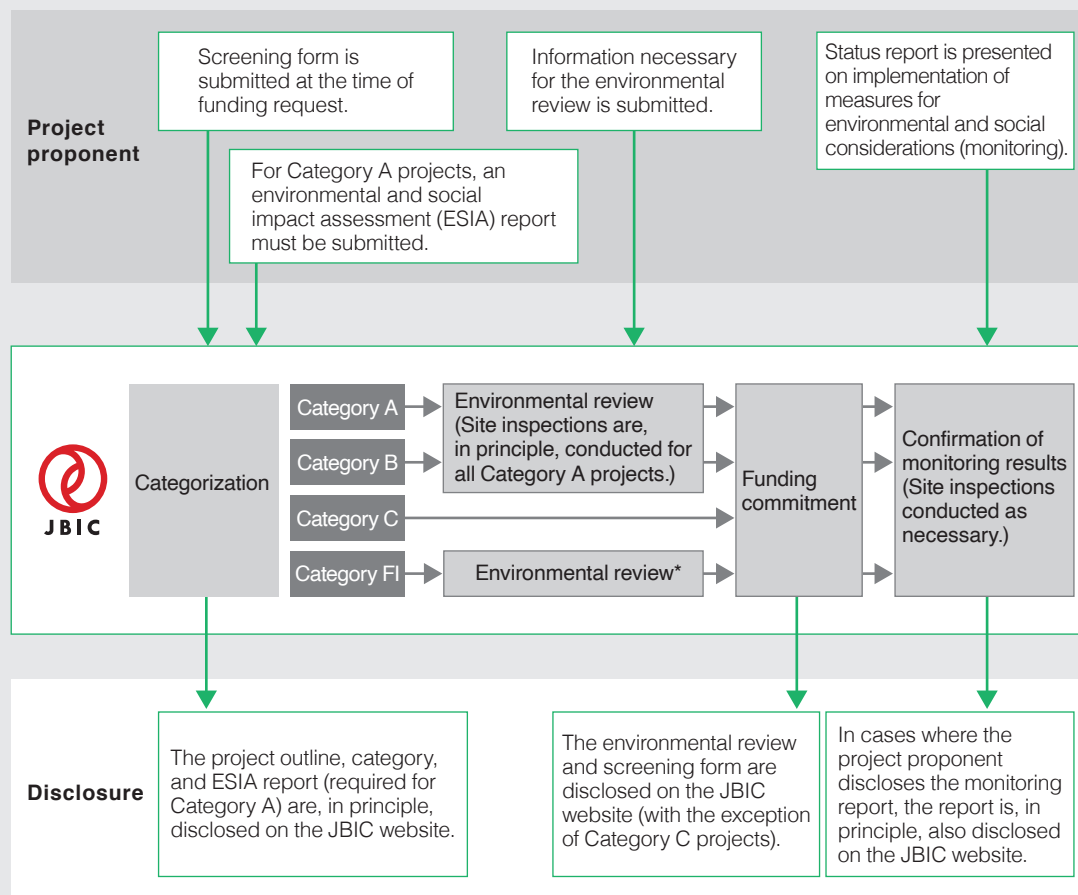 Project
proponent
Screening form is
submitted at the time of
funding request.
For Category A projects, an
environmental and social
impact assessment (ESIA) report
must be submitted.
Information necessary
for the environmental
review is submitted.
Status report is presented
on implementation of
measures for
environmental and social
considerations (monitoring).
JBIC
Categorization
Category A
Category B
Category C
Category FI
Environmental review
(Site inspections are,
in principle, conducted for
all Category A projects.)
Environmental review*
Funding
commitment
Confirmation of
monitoring results
(Site inspections
conducted as
necessary.)
Disclosure
The project outline, category,
and ESIA report (required for
Category A) are, in principle,
disclosed on the JBIC website.
The environmental review
and screening form are
disclosed on the JBIC
website (with the exception
of Category C projects).
In cases where the
project proponent
discloses the monitoring
report, the report is, in
principle, also disclosed
on the JBIC website.